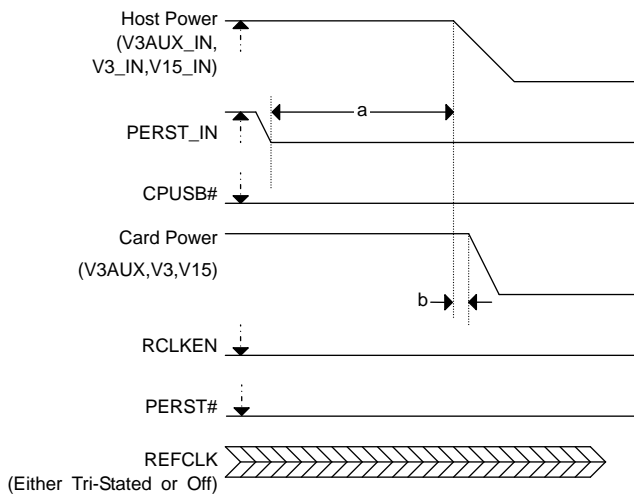 Host Power
(V3AUX_IN,
V3_IN,V15_IN)
a
PERST_IN
CPUSB#
Card Power
(V3AUX,V3,V15)
b
RCLKEN
PERST#
REFCLK
(Either Tri-Stated or Off)